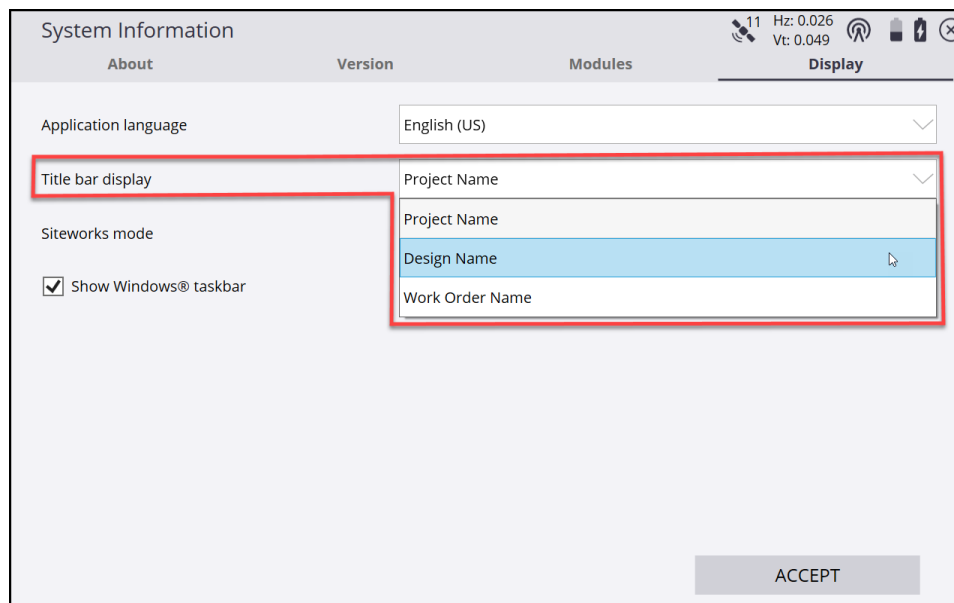 System Information
11
Hz: 0.026
Vt: 0.049
About Version Modules Display
Application language English (US)
Title bar display Project Name
Project Name
Siteworks mode
Design Name
Show Windows® taskbar
Work Order Name
ACCEPT